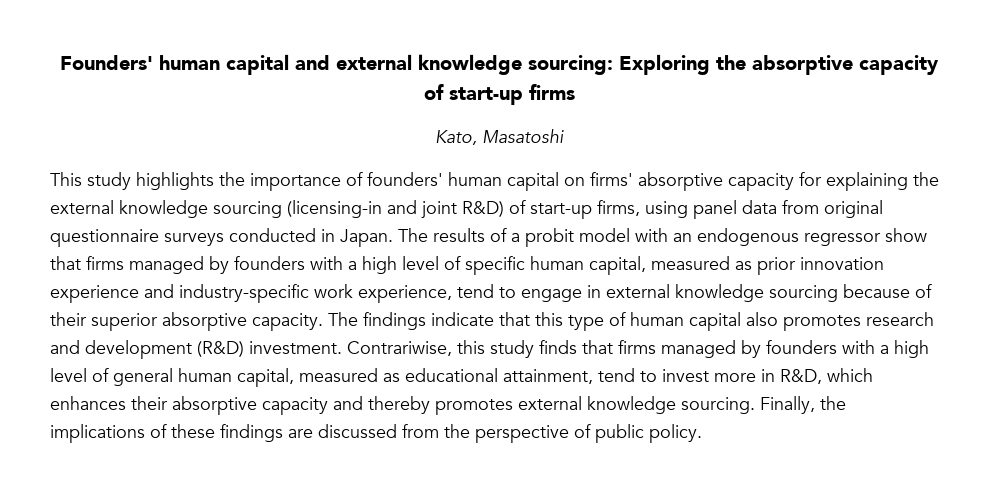 Founders' human capital and external knowledge sourcing: Exploring the absorptive capacity
of start-up firms
Kato, Masatoshi
This study highlights the importance of founders' human capital on firms' absorptive capacity for explaining the
external knowledge sourcing (licensing-in and joint R&D) of start-up firms, using panel data from original
questionnaire surveys conducted in Japan. The results of a probit model with an endogenous regressor show
that firms managed by founders with a high level of specific human capital, measured as prior innovation
experience and industry-specific work experience, tend to engage in external knowledge sourcing because of
their superior absorptive capacity. The findings indicate that this type of human capital also promotes research
and development (R&D) investment. Contrariwise, this study finds that firms managed by founders with a high
level of general human capital, measured as educational attainment, tend to invest more in R&D, which
enhances their absorptive capacity and thereby promotes external knowledge sourcing. Finally, the
implications of these findings are discussed from the perspective of public policy.